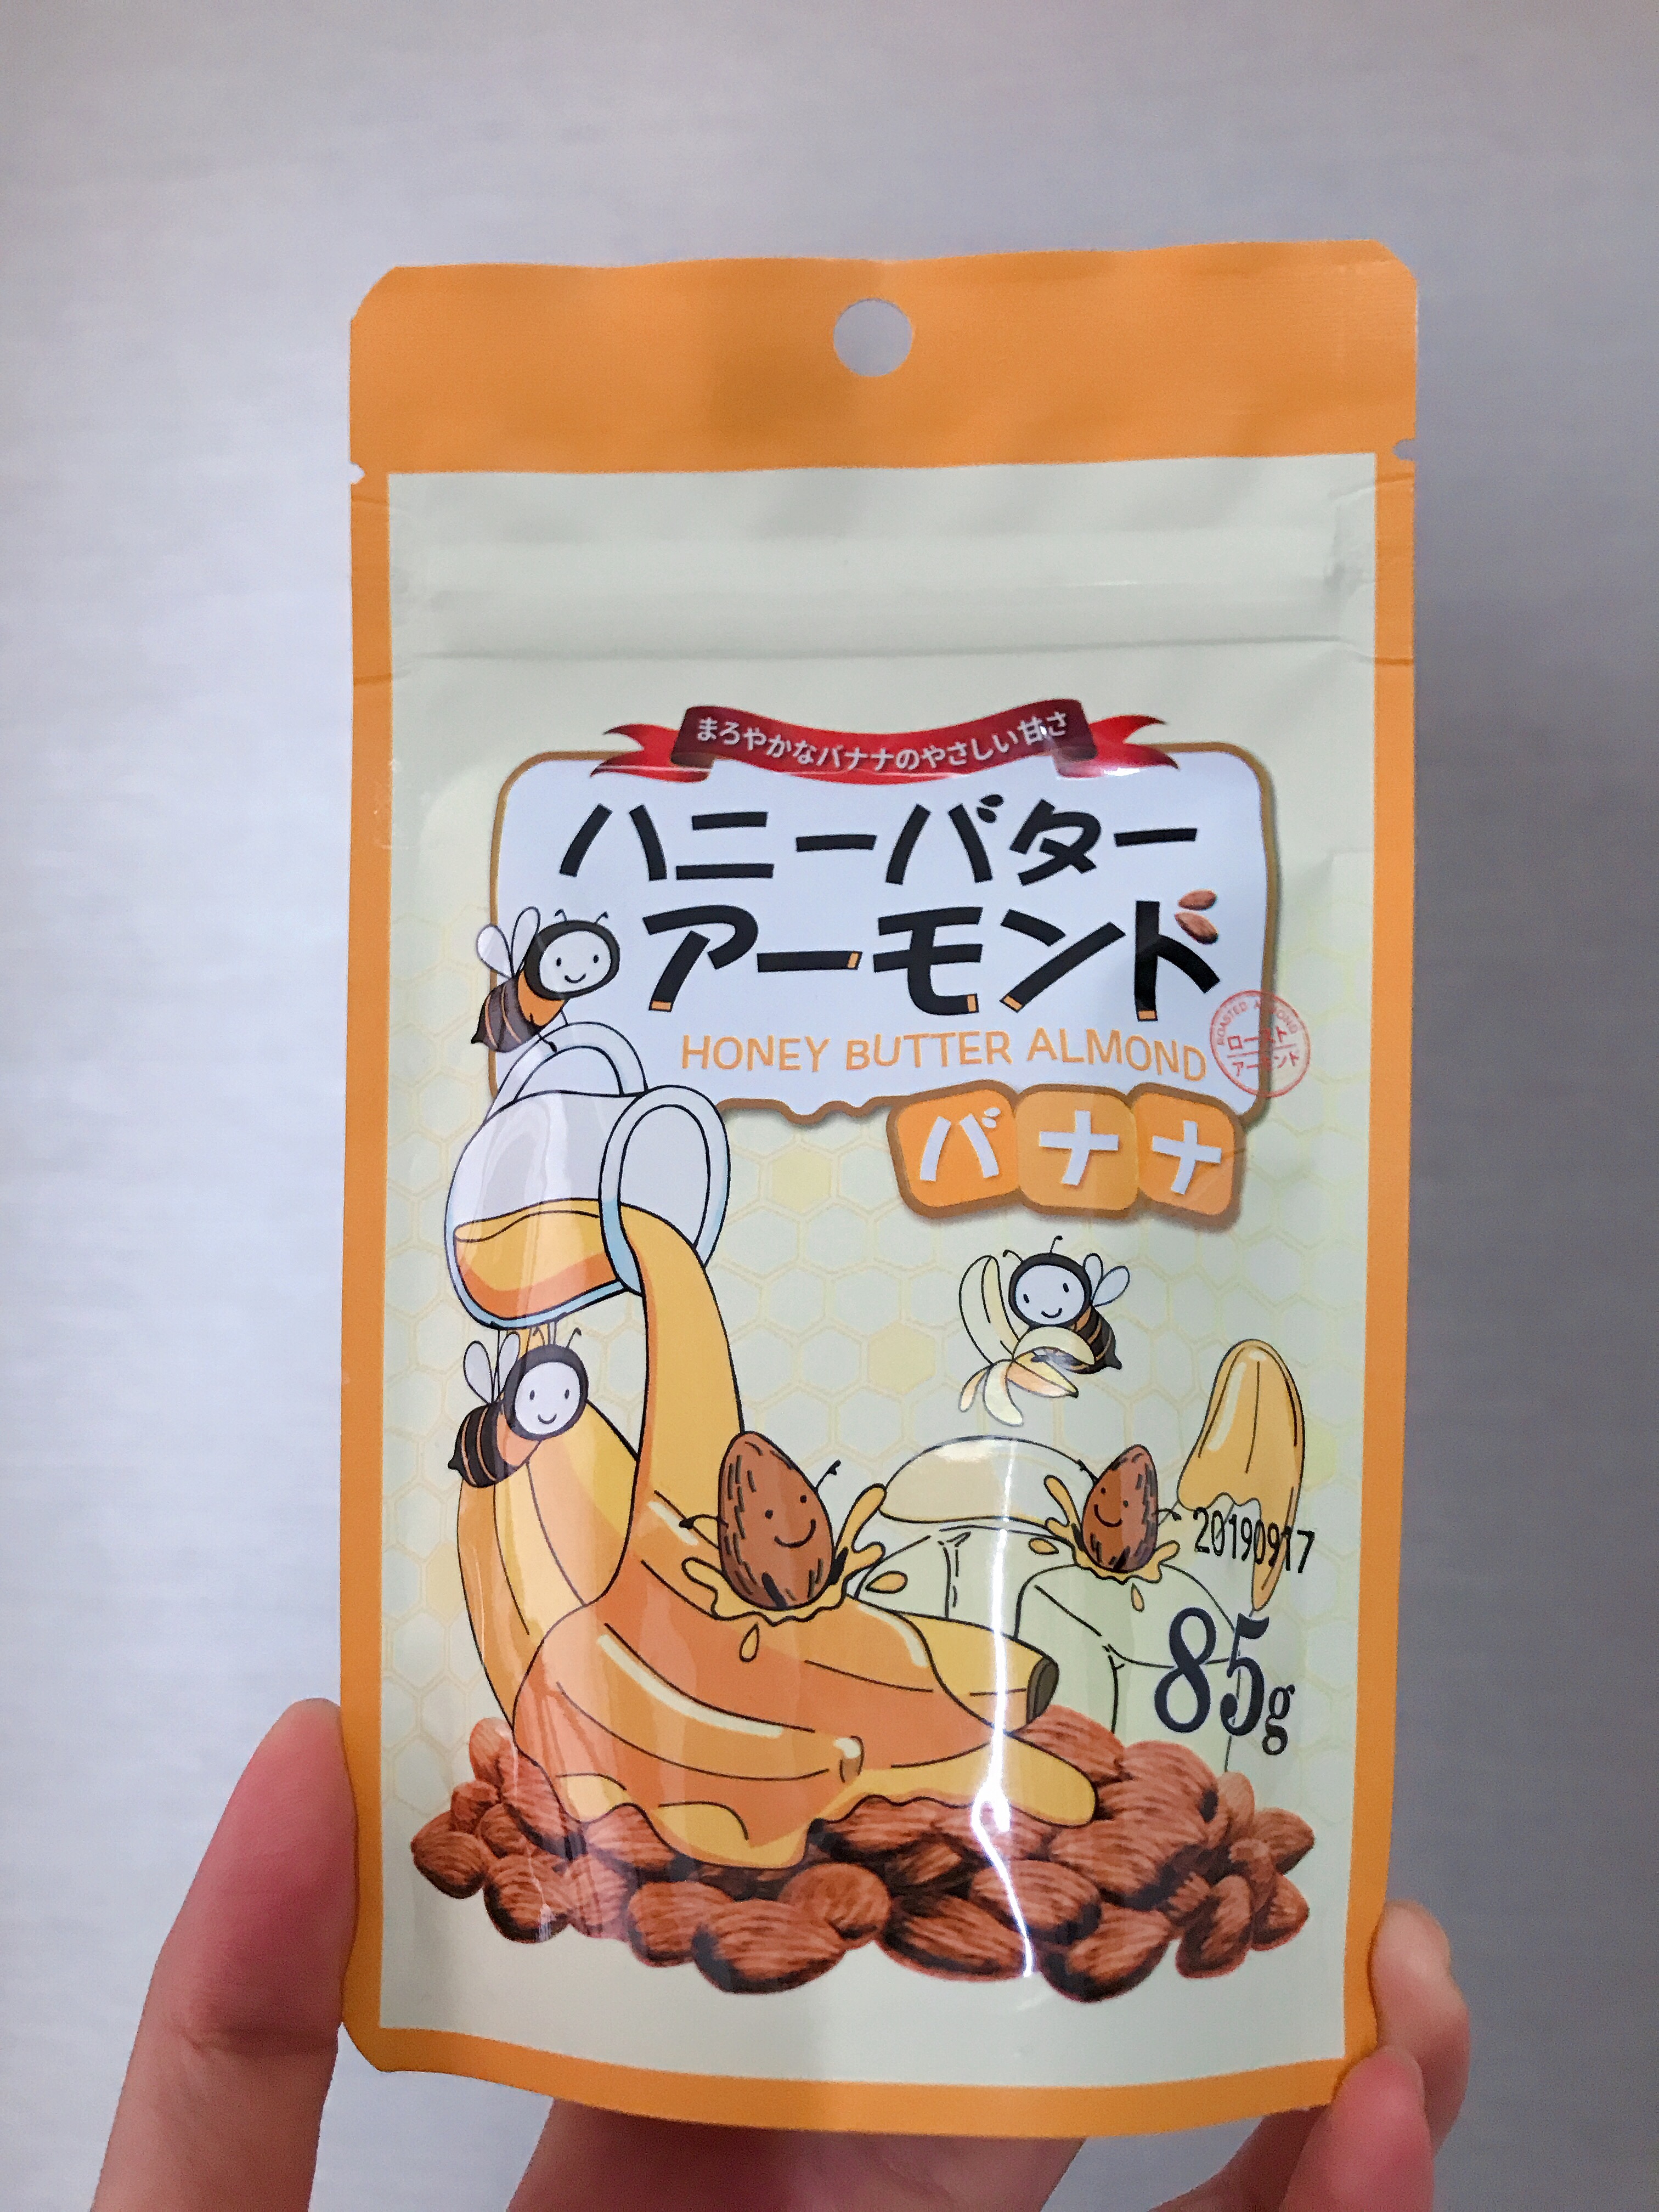 まろやかなバナナのやさしい甘さ
ハニーバター
アーモンド
HONEY BUTTER ALMOND
ROASTED ALMOND
ロースト
アーモンド
バナナ
20190917
85g